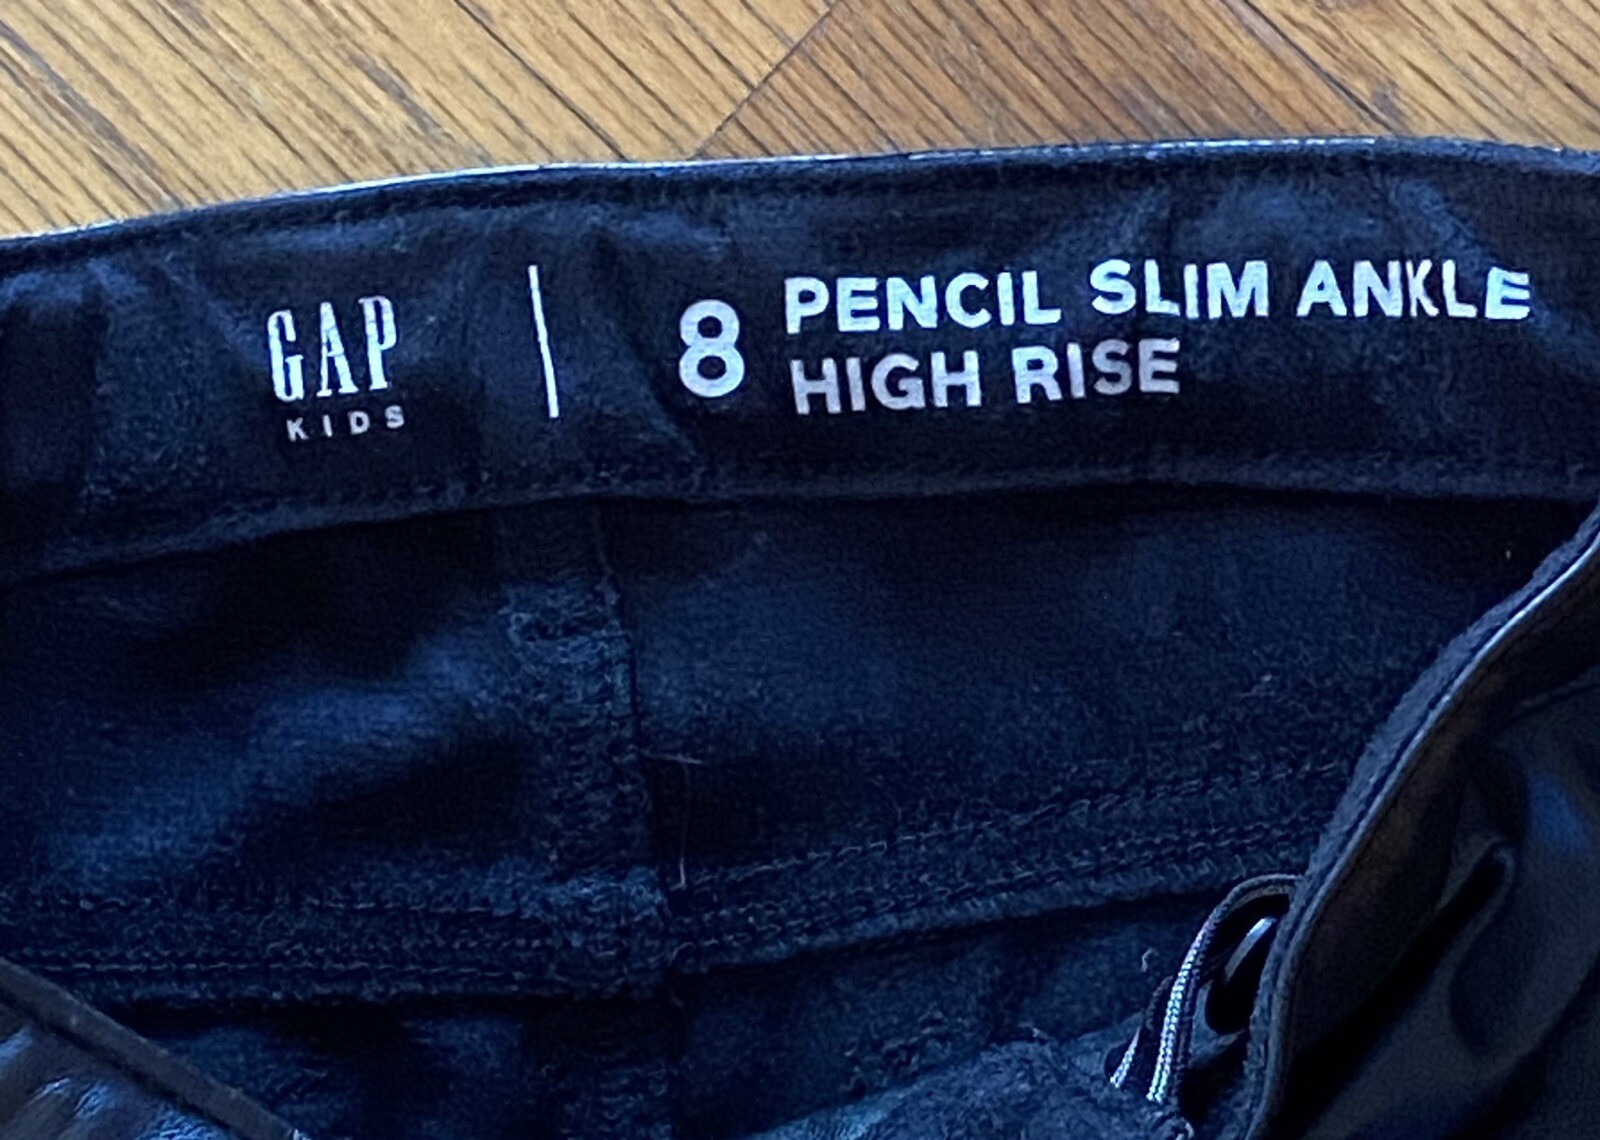 GAP
KIDS
8
PENCIL SLIM ANKLE
HIGH RISE